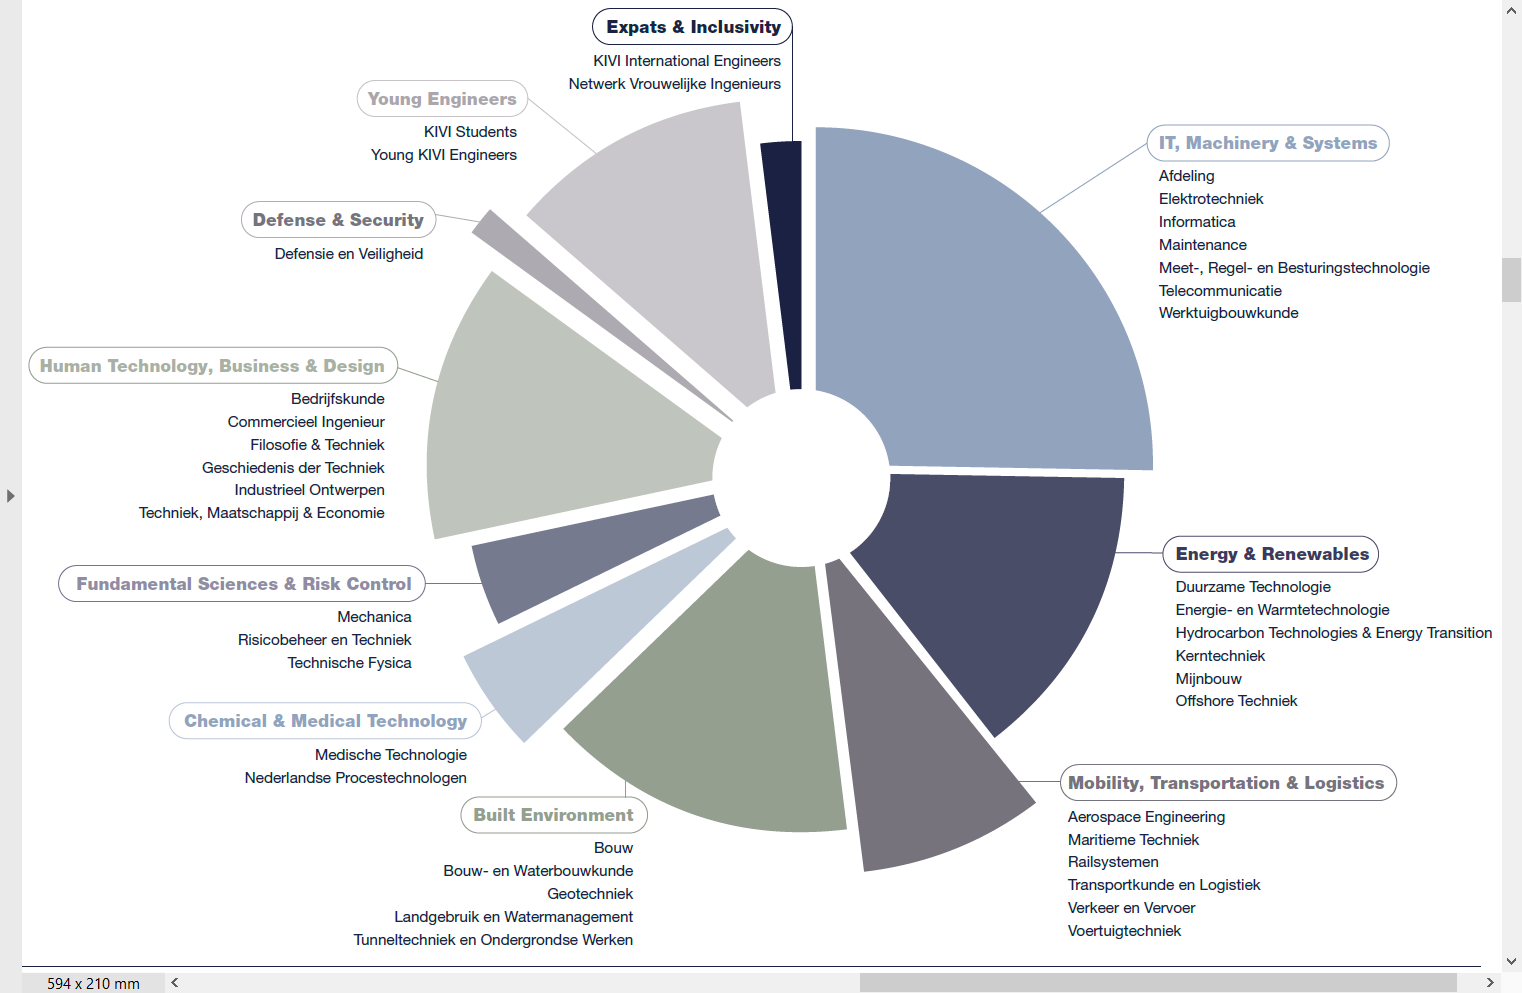 Expats & Inclusivity
KIVI International Engineers
Netwerk Vrouwelijke Ingenieurs
Young Engineers
KIVI Students
Young KIVI Engineers
Defense & Security
Defensie en Veiligheid
Human Technology, Business & Design
Bedrijfskunde
Commercieel Ingenieur
Filosofie & Techniek
Geschiedenis der Techniek
Industrieel Ontwerpen
Techniek, Maatschappij & Economie
Fundamental Sciences & Risk Control
Mechanica
Risicobeheer en Techniek
Technische Fysica
Chemical & Medical Technology
Medische Technologie
Nederlandse Procestechnologen
Built Environment
Bouw
Bouw- en Waterbouwkunde
Geotechniek
Landgebruik en Watermanagement
Tunneltechniek en Ondergrondse Werken
IT, Machinery & Systems
Afdeling
Elektrotechniek
Informatica
Maintenance
Meet-, Regel- en Besturingstechnologie
Telecommunicatie
Werktuigbouwkunde
Energy & Renewables
Duurzame Technologie
Energie- en Warmtetechnologie
Hydrocarbon Technologies & Energy Transition
Kerntechniek
Mijnbouw
Offshore Techniek
Mobility, Transportation & Logistics
Aerospace Engineering
Maritieme Techniek
Railsystemen
Transportkunde en Logistiek
Verkeer en Vervoer
Voertuigtechniek
594 x 210 mm